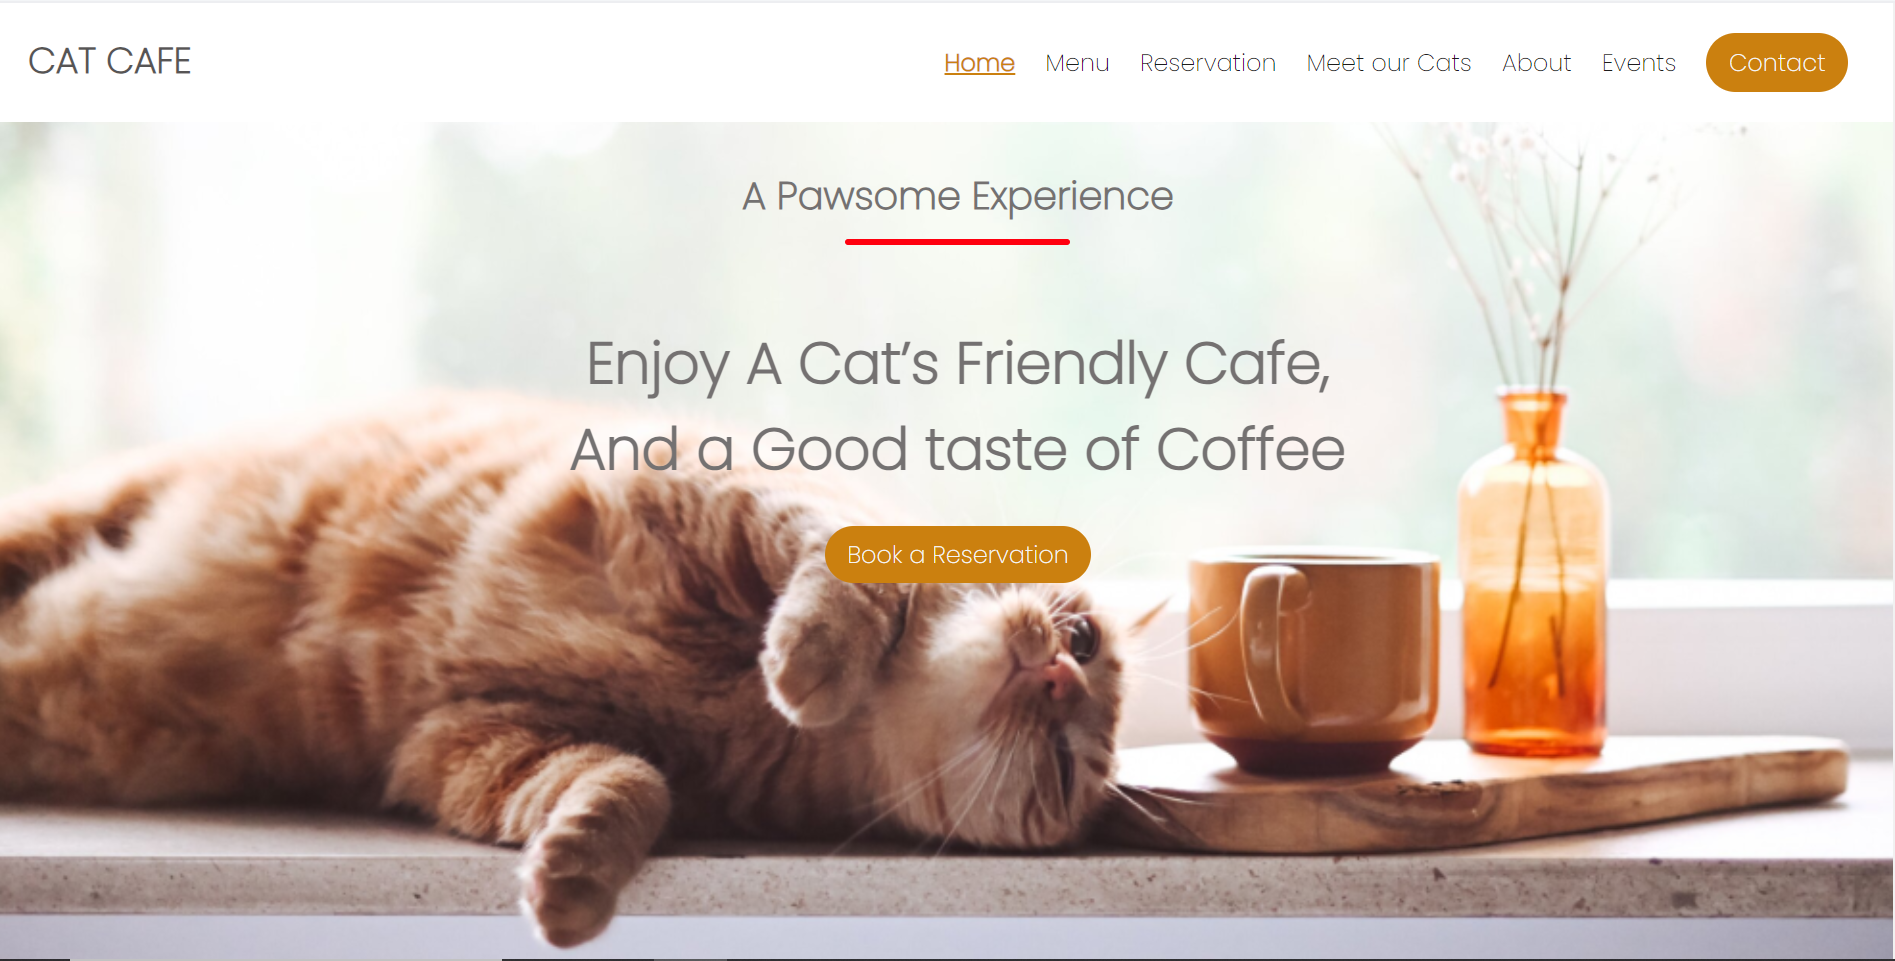 CAT CAFE
Home Menu Reservation Meet our Cats About Events Contact
A Pawsome Experience
Enjoy A Cat’s Friendly Cafe,
And a Good taste of Coffee
Book a Reservation